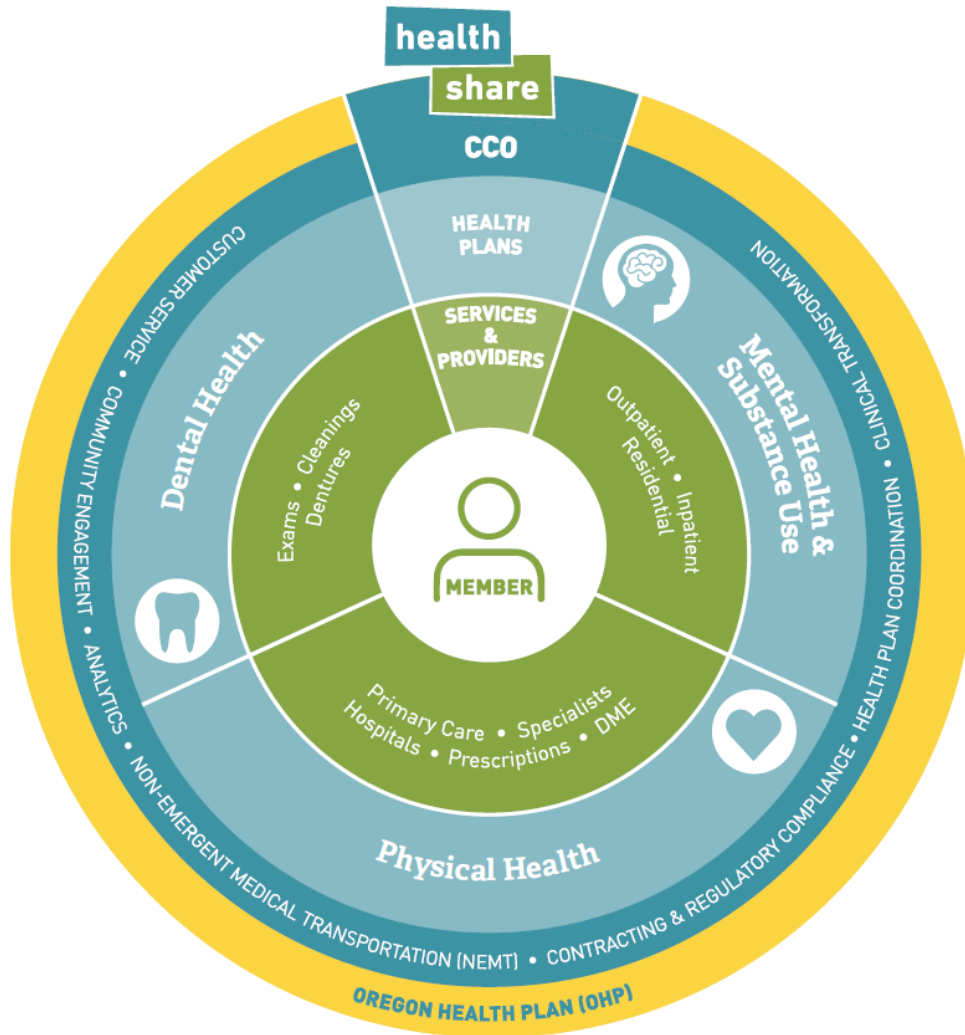 health
share
CCO
HEALTH
PLANS
SERVICES
&
PROVIDERS
Dental Health
Exams • Cleanings
Dentures
Mental Health &
Substance Use
Outpatient • Inpatient
Residential
MEMBER
Primary Care • Specialists
Hospitals • Prescriptions • DME
Physical Health
CUSTOMER SERVICE • COMMUNITY ENGAGEMENT • ANALYTICS • NON-EMERGENT MEDICAL TRANSPORTATION (NEMT) • CONTRACTING & REGULATORY COMPLIANCE • HEALTH PLAN COORDINATION • CLINICAL TRANSFORMATION
OREGON HEALTH PLAN (OHP)